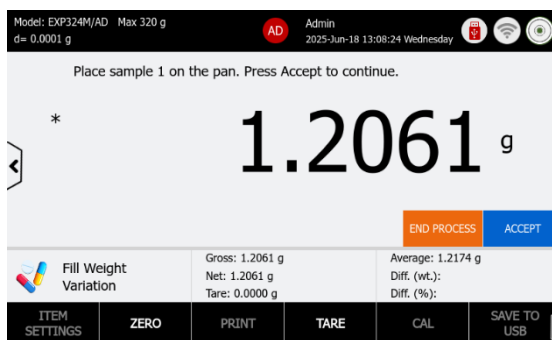 Model: EXP324M/AD Max 320 g
d= 0.0001 g
AD
Admin
2025-Jun-18 13:08:24 Wednesday
Place sample 1 on the pan. Press Accept to continue.
*
1.2061 g
END PROCESS
ACCEPT
Fill Weight
Variation
Gross: 1.2061 g
Net: 1.2061 g
Tare: 0.0000 g
Average: 1.2174 g
Diff. (wt.):
Diff. (%):
ITEM
SETTINGS
ZERO
PRINT
TARE
CAL
SAVE TO
USB